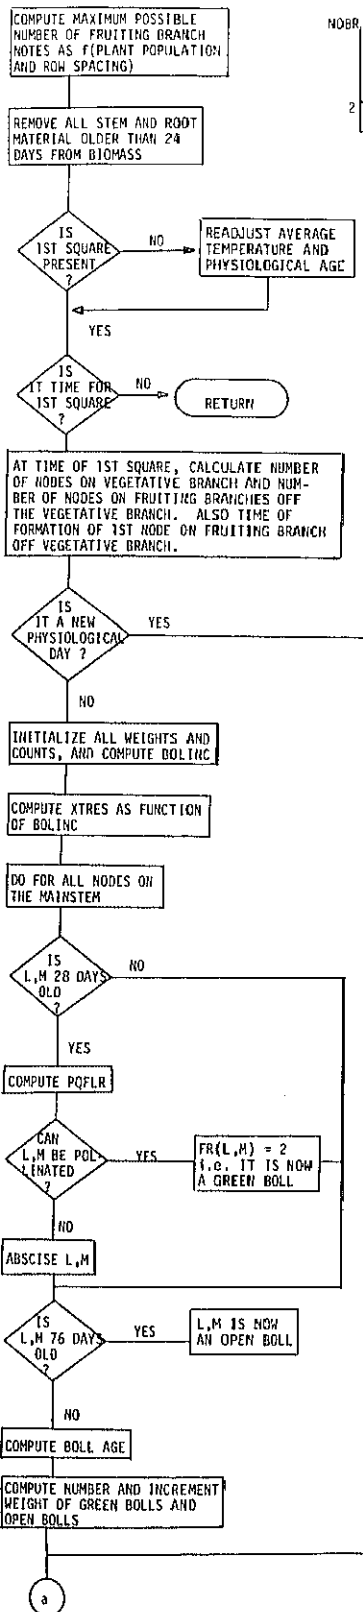 COMPUTE MAXIMUM POSSIBLE
NUMBER OF FRUITING BRANCH
NOTES AS f(PLANT POPULATION
AND ROW SPACING)
NOBR
2
REMOVE ALL STEM AND ROOT
MATERIAL OLDER THAN 24
DAYS FROM BIOMASS
IS
1ST SQUARE
PRESENT
?
NO
READJUST AVERAGE
TEMPERATURE AND
PHYSIOLOGICAL AGE
YES
IS
IT TIME FOR
1ST SQUARE
?
NO
RETURN
AT TIME OF 1ST SQUARE, CALCULATE NUMBER
OF NODES ON VEGETATIVE BRANCH AND NUM-
BER OF NODES ON FRUITING BRANCHES OFF
THE VEGETATIVE BRANCH. ALSO TIME OF
FORMATION OF 1ST NODE ON FRUITING BRANCH
OFF VEGETATIVE BRANCH.
IS
IT A NEW
PHYSIOLOGICAL
DAY ?
YES
NO
INITIALIZE ALL WEIGHTS AND
COUNTS, AND COMPUTE BOLINC
COMPUTE XTRES AS FUNCTION
OF BOLINC
DO FOR ALL NODES ON
THE MAINSTEM
IS
L,M 28 DAYS
OLD
?
NO
YES
COMPUTE PQFLR
CAN
L,M BE POL-
LINATED
?
YES
FR(L,M) = 2
i.e. IT IS NOW
A GREEN BOLL
NO
ABSCISE L,M
IS
L,M 76 DAYS
OLD
?
YES
L,M IS NOW
AN OPEN BOLL
NO
COMPUTE BOLL AGE
COMPUTE NUMBER AND INCREMENT
WEIGHT OF GREEN BOLLS AND
OPEN BOLLS
a